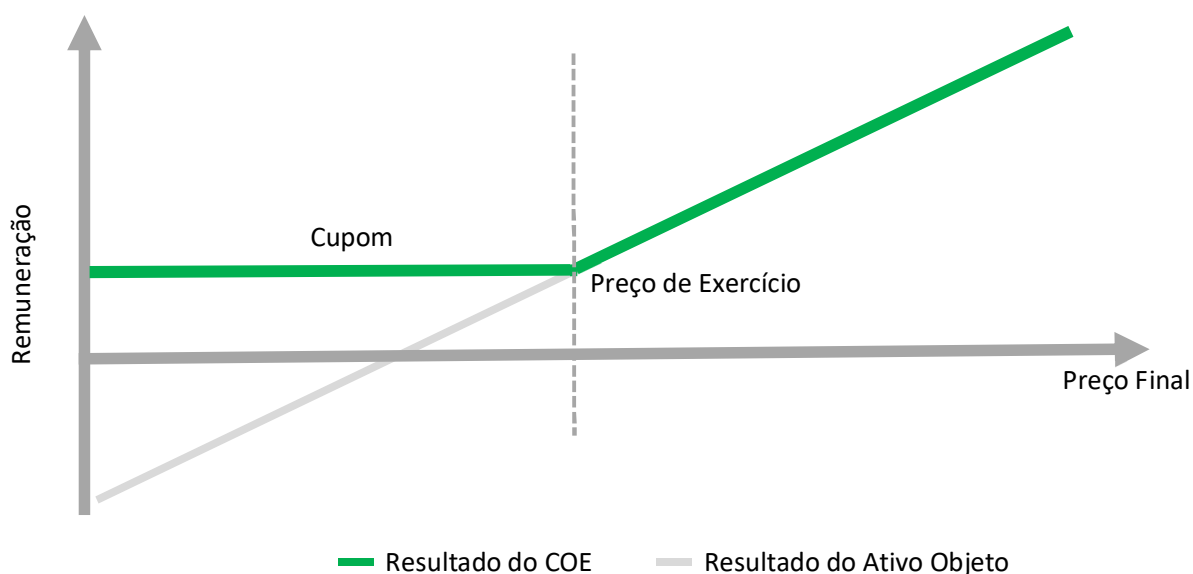 Remuneração
Cupom
Preço de Exercício
Preço Final
Resultado do COE
Resultado do Ativo Objeto